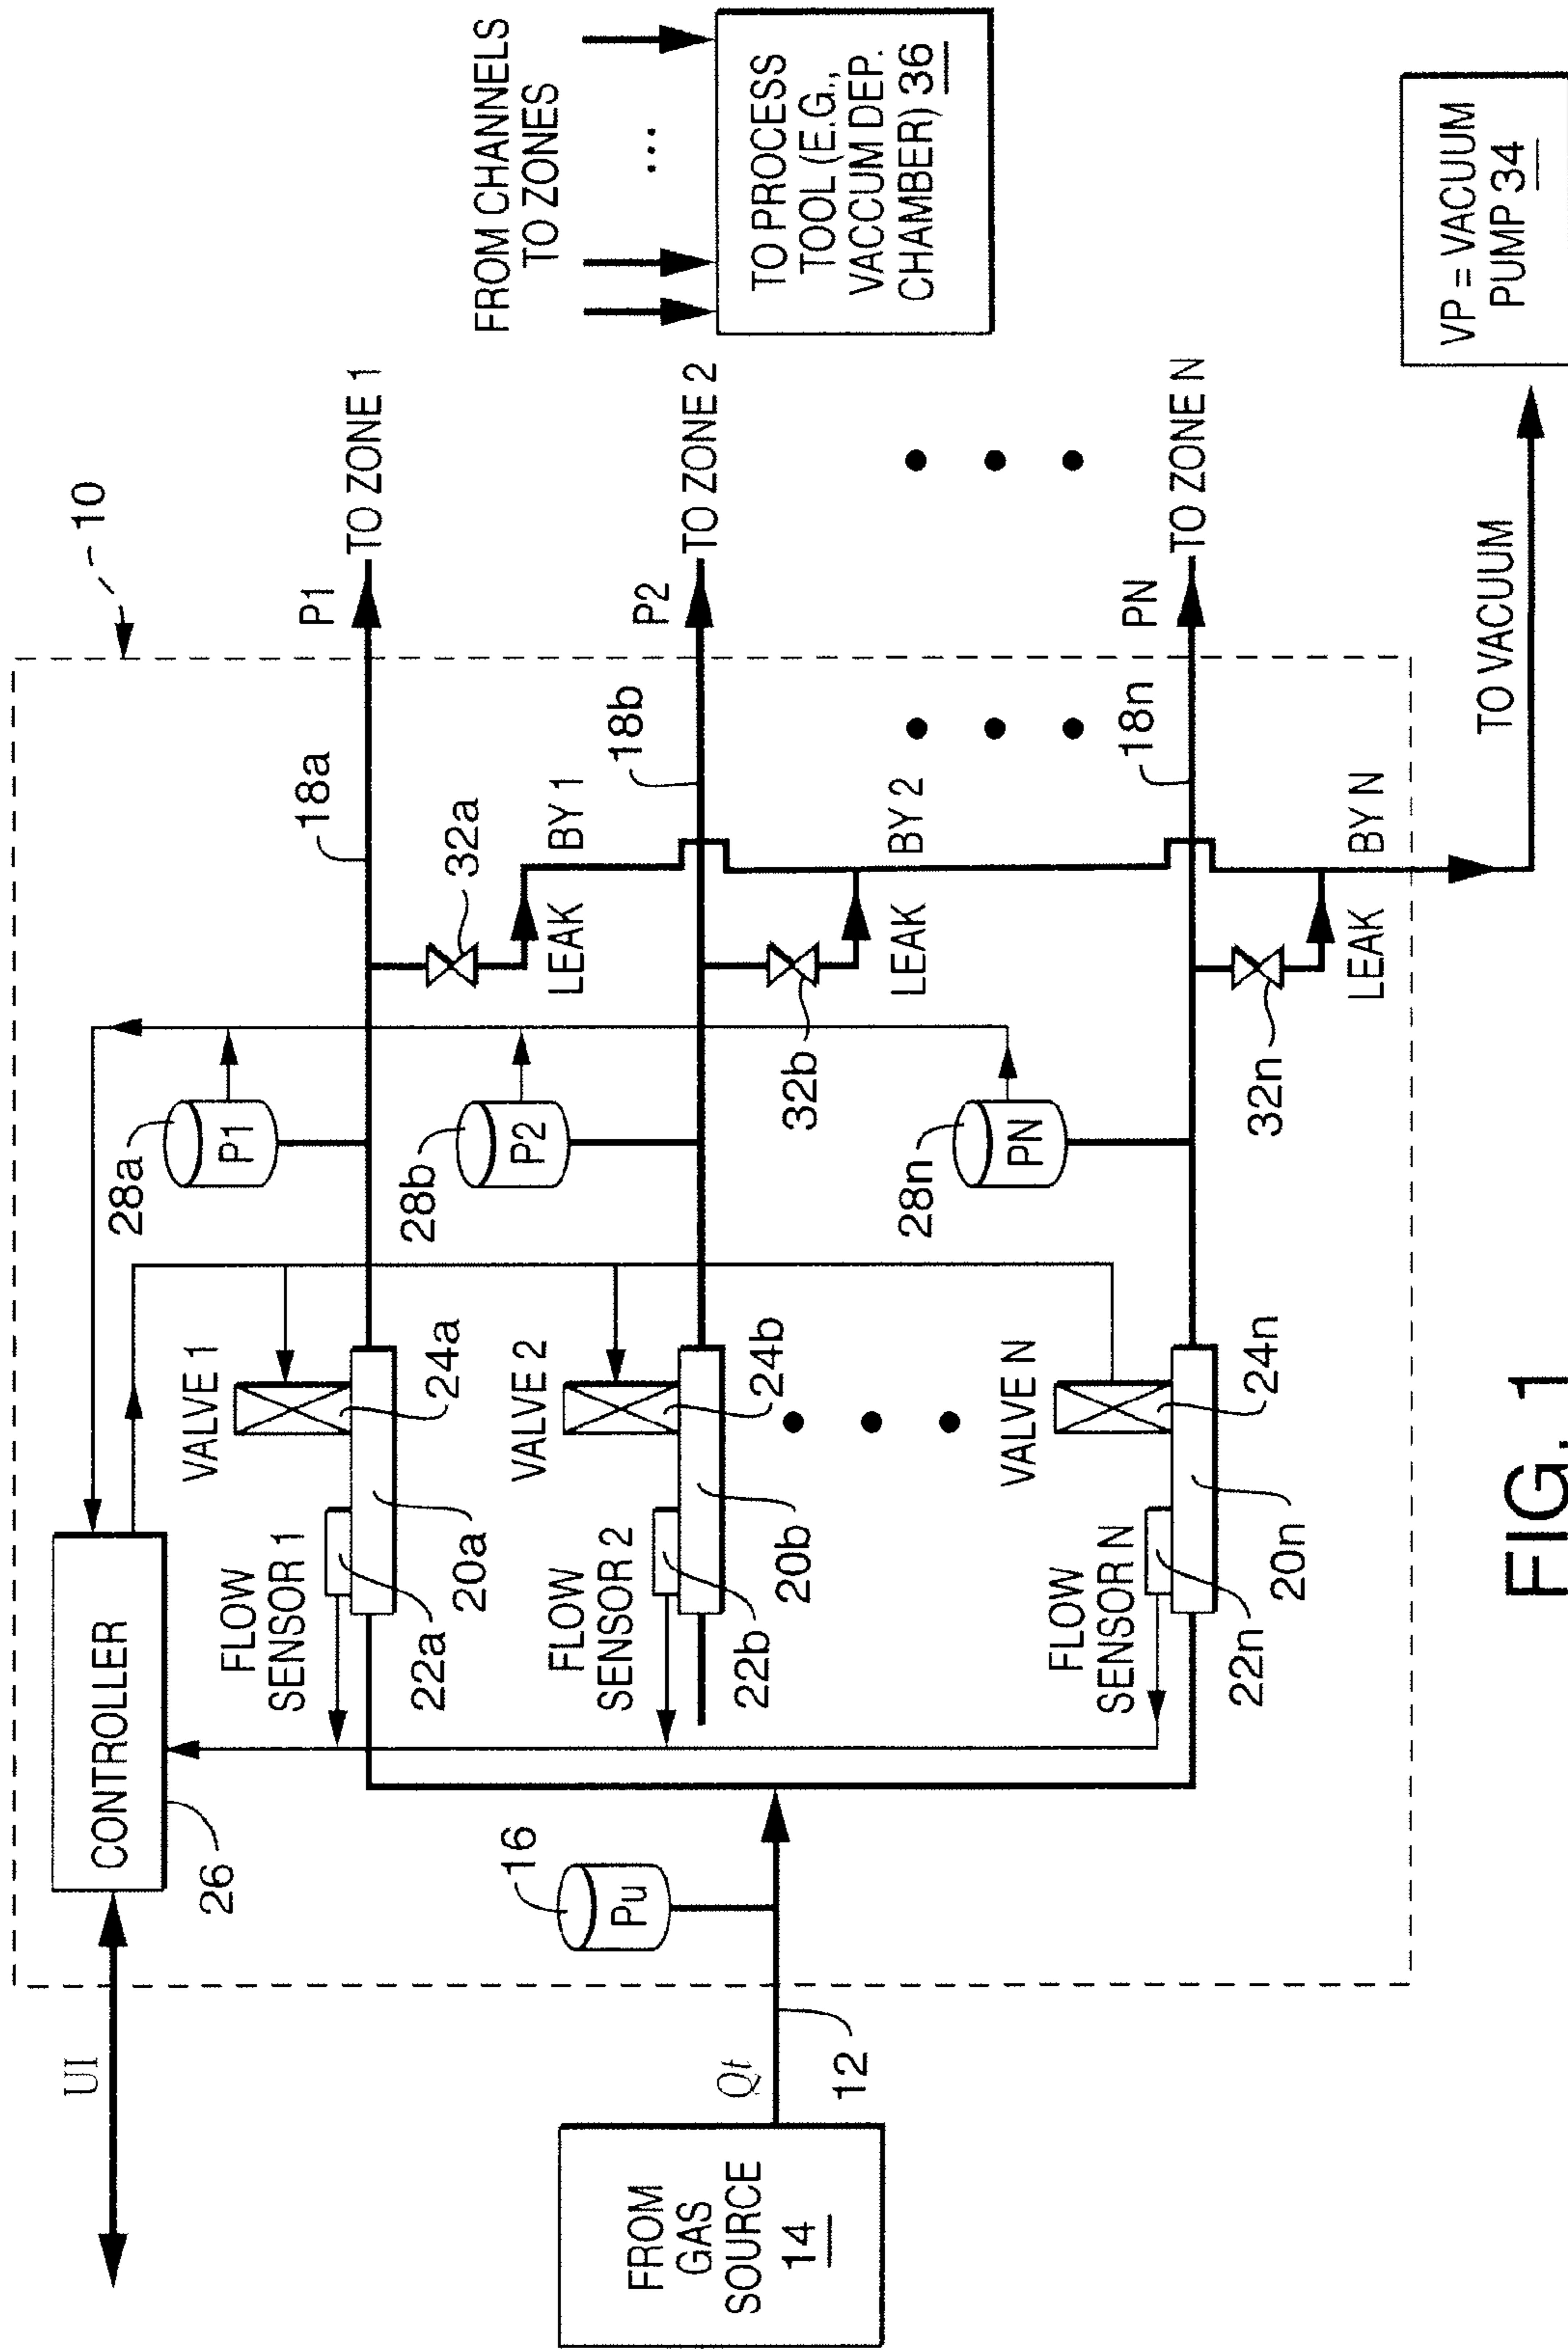 10
UI
CONTROLLER
26
FROM
GAS
SOURCE
14
Qt
12
16
Pu
FLOW
SENSOR 1
22a
20a
VALVE 1
24a
28a
P1
18a
32a
LEAK
BY 1
P1
TO ZONE 1
FLOW
SENSOR 2
22b
20b
VALVE 2
24b
28b
P2
18b
32b
LEAK
BY 2
P2
TO ZONE 2
FLOW
SENSOR N
22n
20n
VALVE N
24n
28n
PN
18n
32n
LEAK
BY N
PN
TO ZONE N
FROM CHANNELS
TO ZONES
...
TO PROCESS
TOOL (E.G.,
VACCUM DEP.
CHAMBER) 36
TO VACUUM
VP = VACUUM
PUMP 34
FIG. 1